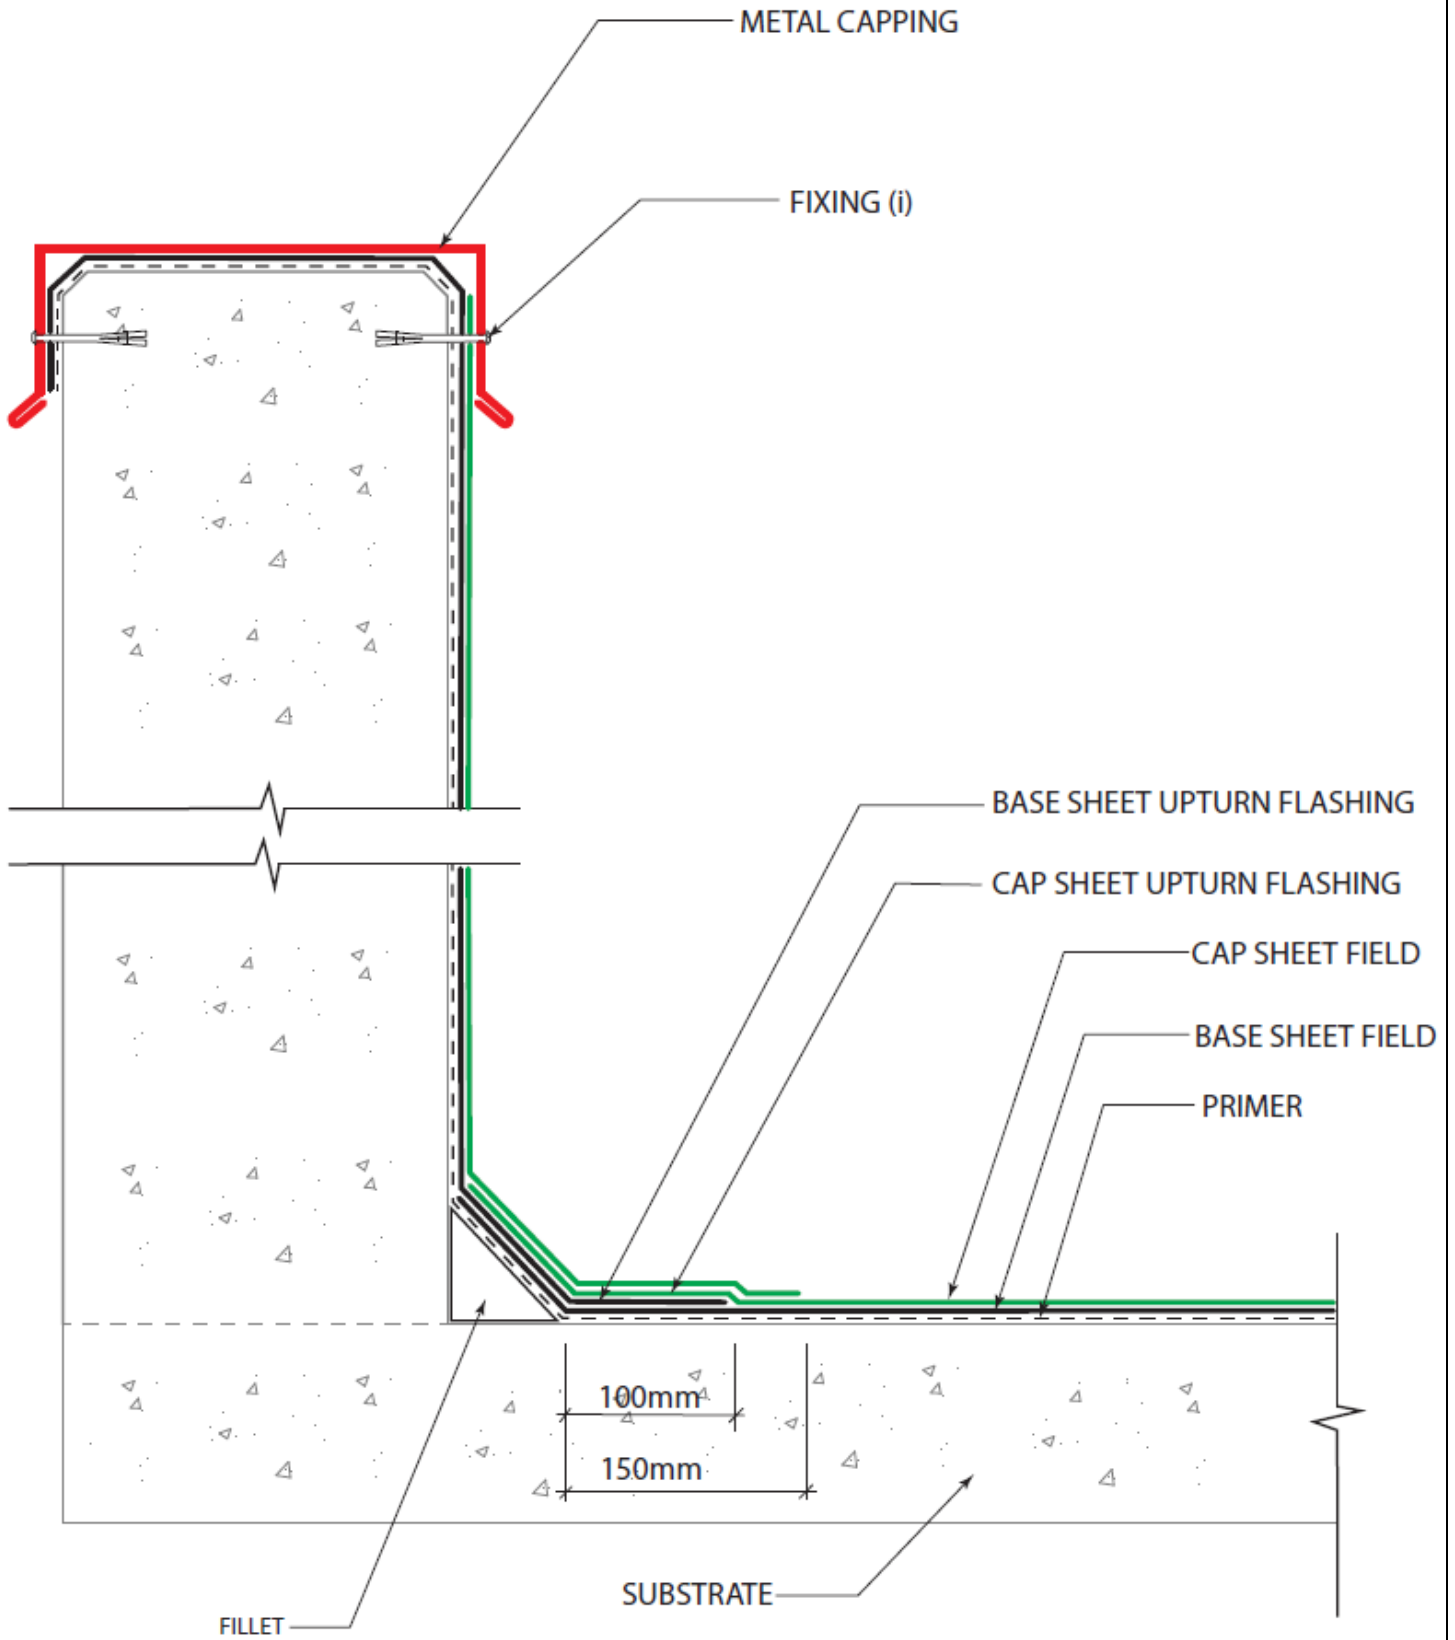 METAL CAPPING
FIXING (i)
BASE SHEET UPTURN FLASHING
CAP SHEET UPTURN FLASHING
CAP SHEET FIELD
BASE SHEET FIELD
PRIMER
100mm
150mm
SUBSTRATE
FILLET